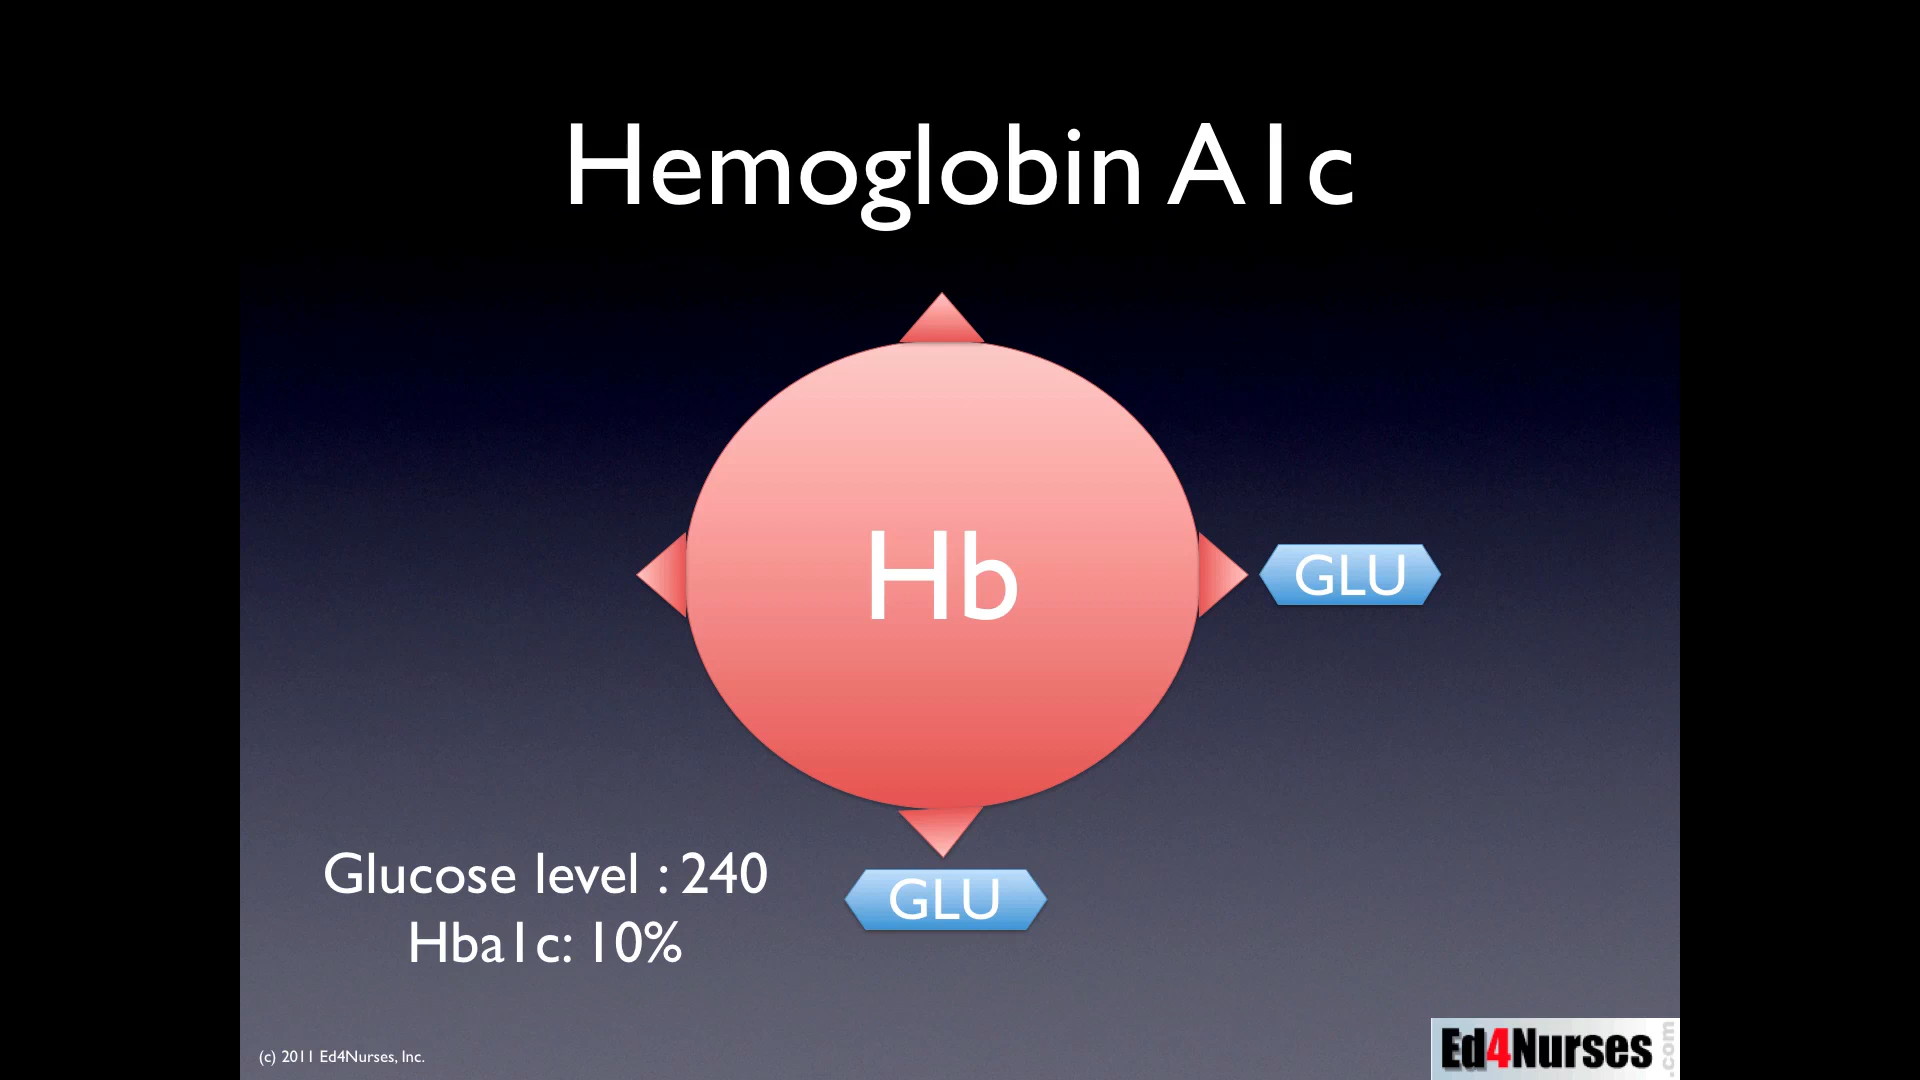 Hemoglobin A1c
Hb
GLU
GLU
Glucose level : 240
Hba1c: 10%
(c) 2011 Ed4Nurses, Inc.
Ed4Nurses.com